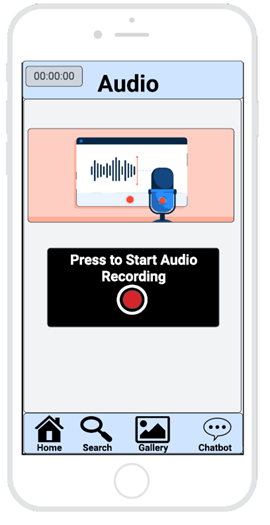 00:00:00
Audio
Press to Start Audio
Recording
Home Search Gallery Chatbot